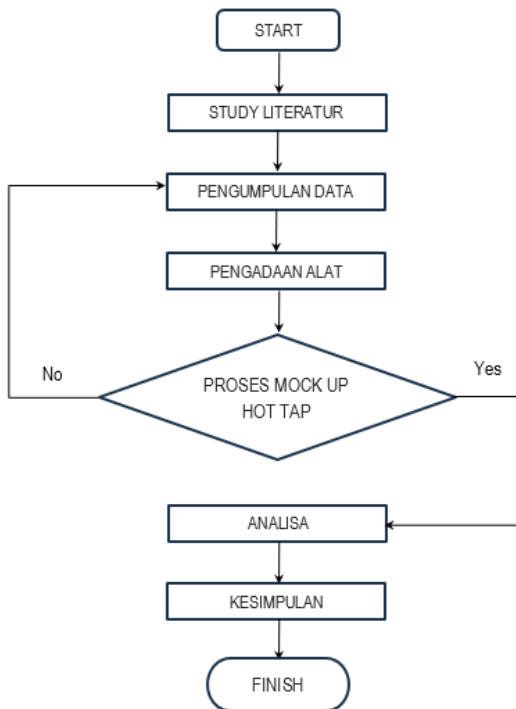 START
STUDY LITERATUR
PENGUMPULAN DATA
PENGADAAN ALAT
No
PROSES MOCK UP
HOT TAP
Yes
ANALISA
KESIMPULAN
FINISH